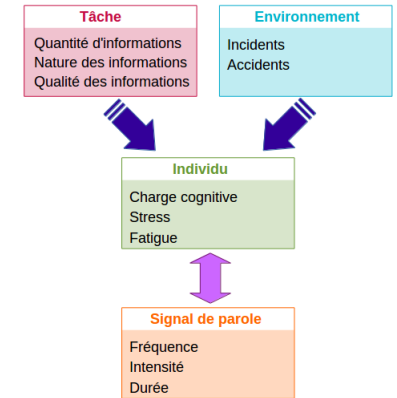 Tâche
Quantité d'informations
Nature des informations
Qualité des informations
Environnement
Incidents
Accidents
Individu
Charge cognitive
Stress
Fatigue
Signal de parole
Fréquence
Intensité
Durée